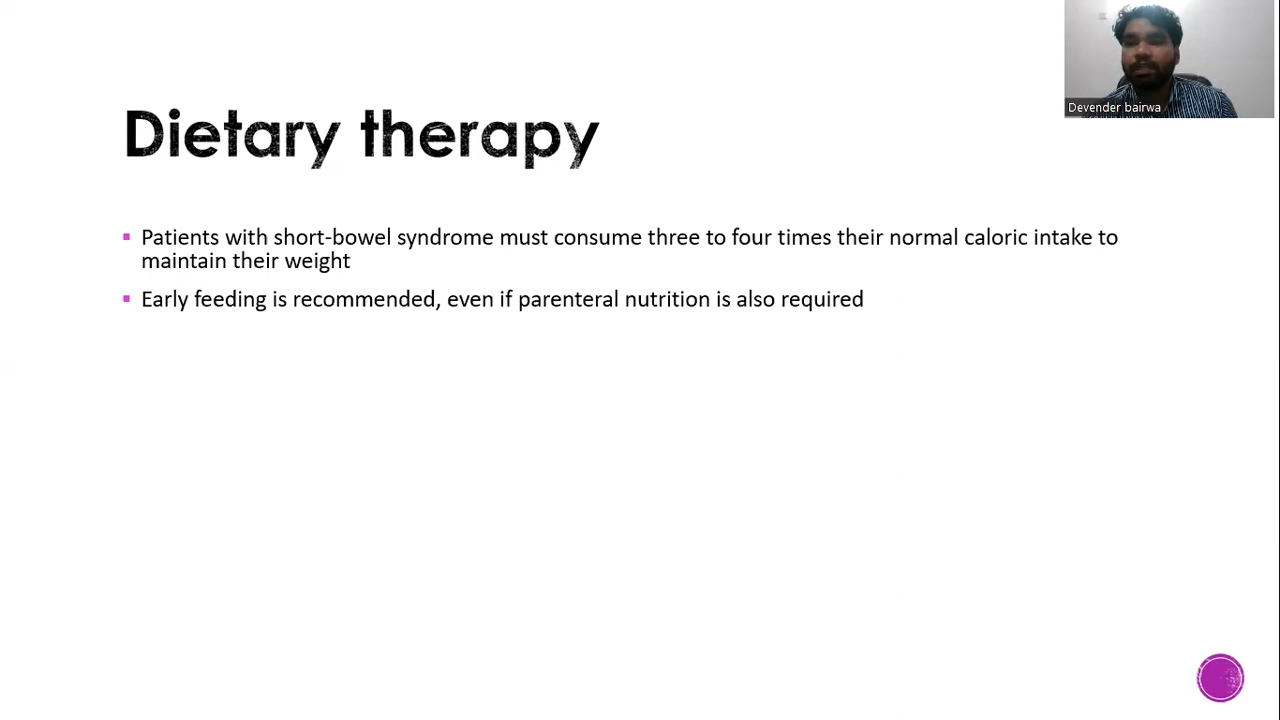 Devender bairwa
Dietary therapy
Patients with short-bowel syndrome must consume three to four times their normal caloric intake to
maintain their weight
Early feeding is recommended, even if parenteral nutrition is also required